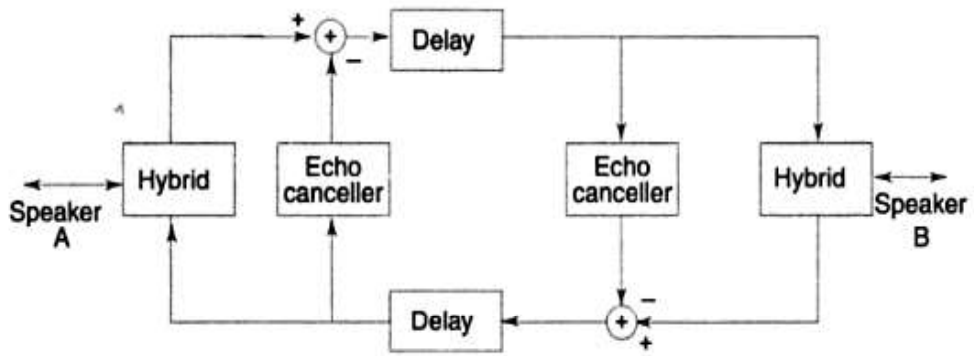 +
+
−
Delay
Hybrid
Echo
canceller
Echo
canceller
Hybrid
Speaker
A
Speaker
B
Delay
−
+
+